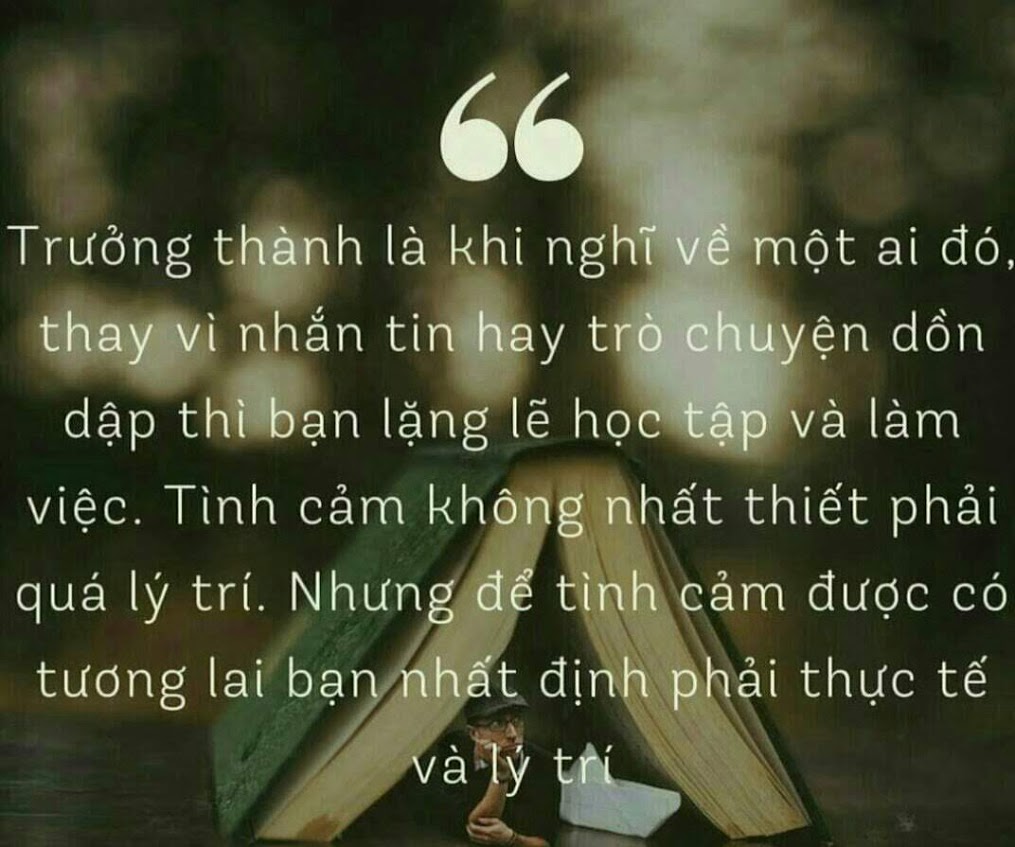 “
Trưởng thành là khi nghĩ về một ai đó,
thay vì nhắn tin hay trò chuyện dồn
dập thì bạn lặng lẽ học tập và làm
việc. Tình cảm không nhất thiết phải
quá lý trí. Nhưng để tình cảm được có
tương lai bạn nhất định phải thực tế
và lý trí